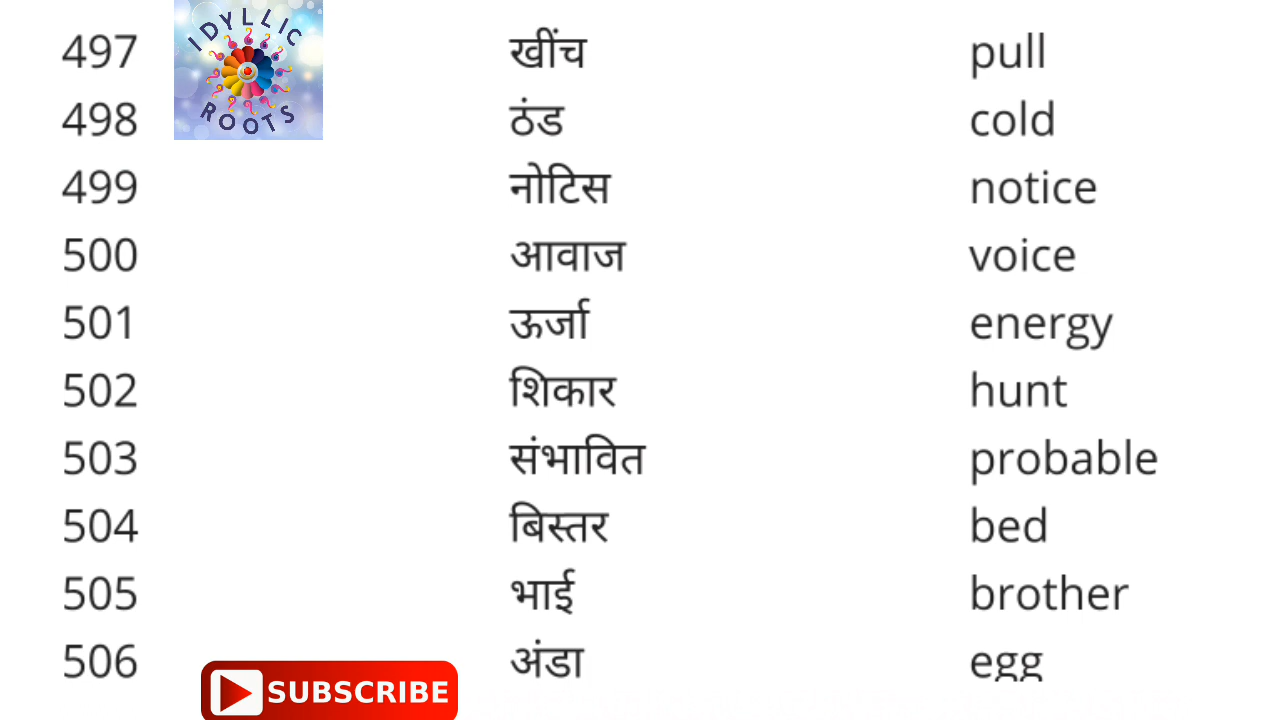 IDYLLIC
ROOTS
497 खींच pull
498 ठंड cold
499 नोटिस notice
500 आवाज voice
501 ऊर्जा energy
502 शिकार hunt
503 संभावित probable
504 बिस्तर bed
505 भाई brother
506 अंडा egg
SUBSCRIBE